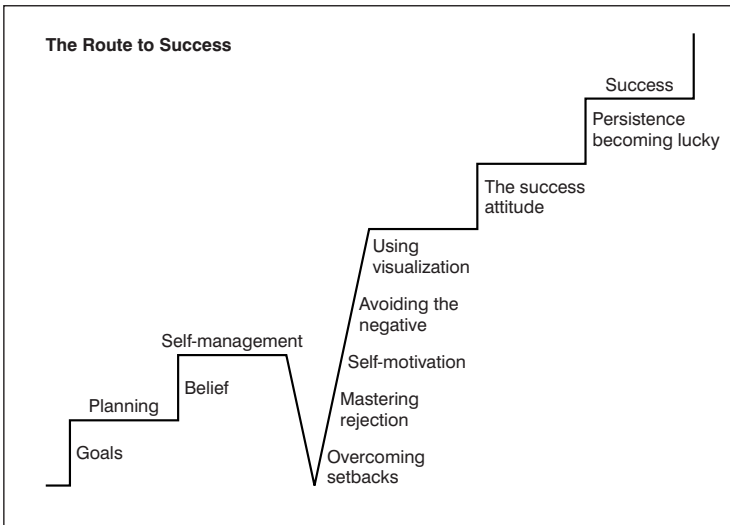 The Route to Success
Success
Persistence
becoming lucky
The success
attitude
Using
visualization
Avoiding the
negative
Self-management
Self-motivation
Belief
Planning
Mastering
rejection
Goals
Overcoming
setbacks